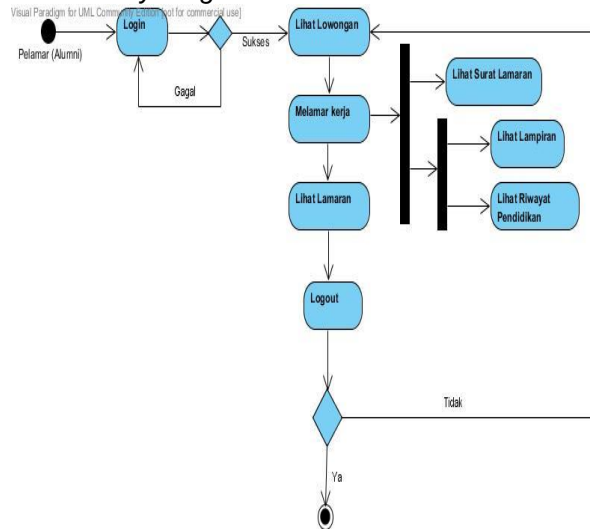 Visual Paradigm for UML Community Edition [not for commercial use]
Login
Pelamar (Alumni)
Sukses
Gagal
Lihat Lowongan
Melamar kerja
Lihat Surat Lamaran
Lihat Lampiran
Lihat Riwayat
Pendidikan
Lihat Lamaran
Logout
Tidak
Ya